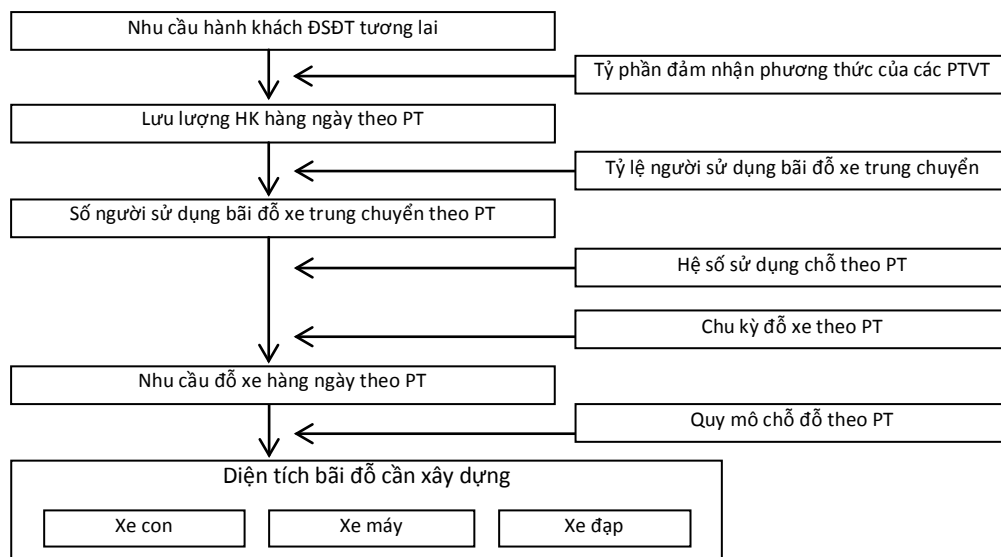 Nhu cầu hành khách ĐSĐT tương lai
Tỷ phần đảm nhận phương thức của các PTVT
Lưu lượng HK hàng ngày theo PT
Tỷ lệ người sử dụng bãi đỗ xe trung chuyển
Số người sử dụng bãi đỗ xe trung chuyển theo PT
Hệ số sử dụng chỗ theo PT
Chu kỳ đỗ xe theo PT
Nhu cầu đỗ xe hàng ngày theo PT
Quy mô chỗ đỗ theo PT
Diện tích bãi đỗ cần xây dựng
Xe con
Xe máy
Xe đạp